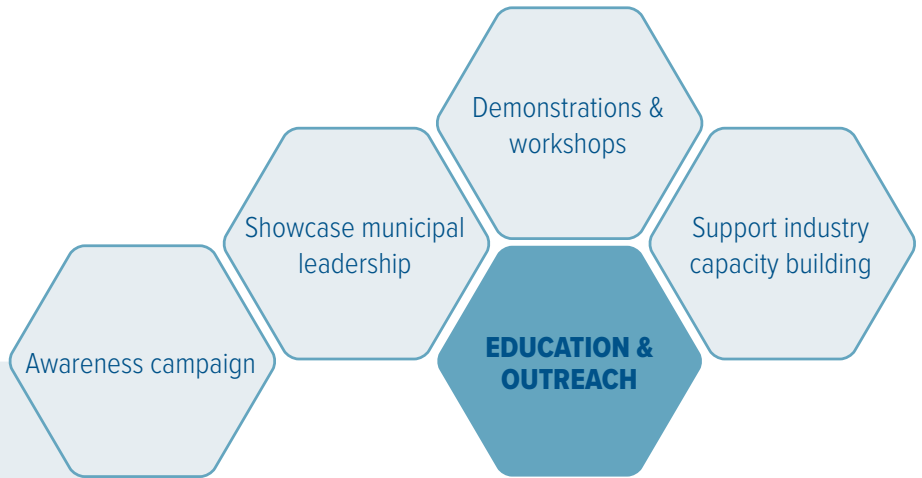 Demonstrations &
workshops
Showcase municipal
leadership
Support industry
capacity building
Awareness campaign
EDUCATION &
OUTREACH